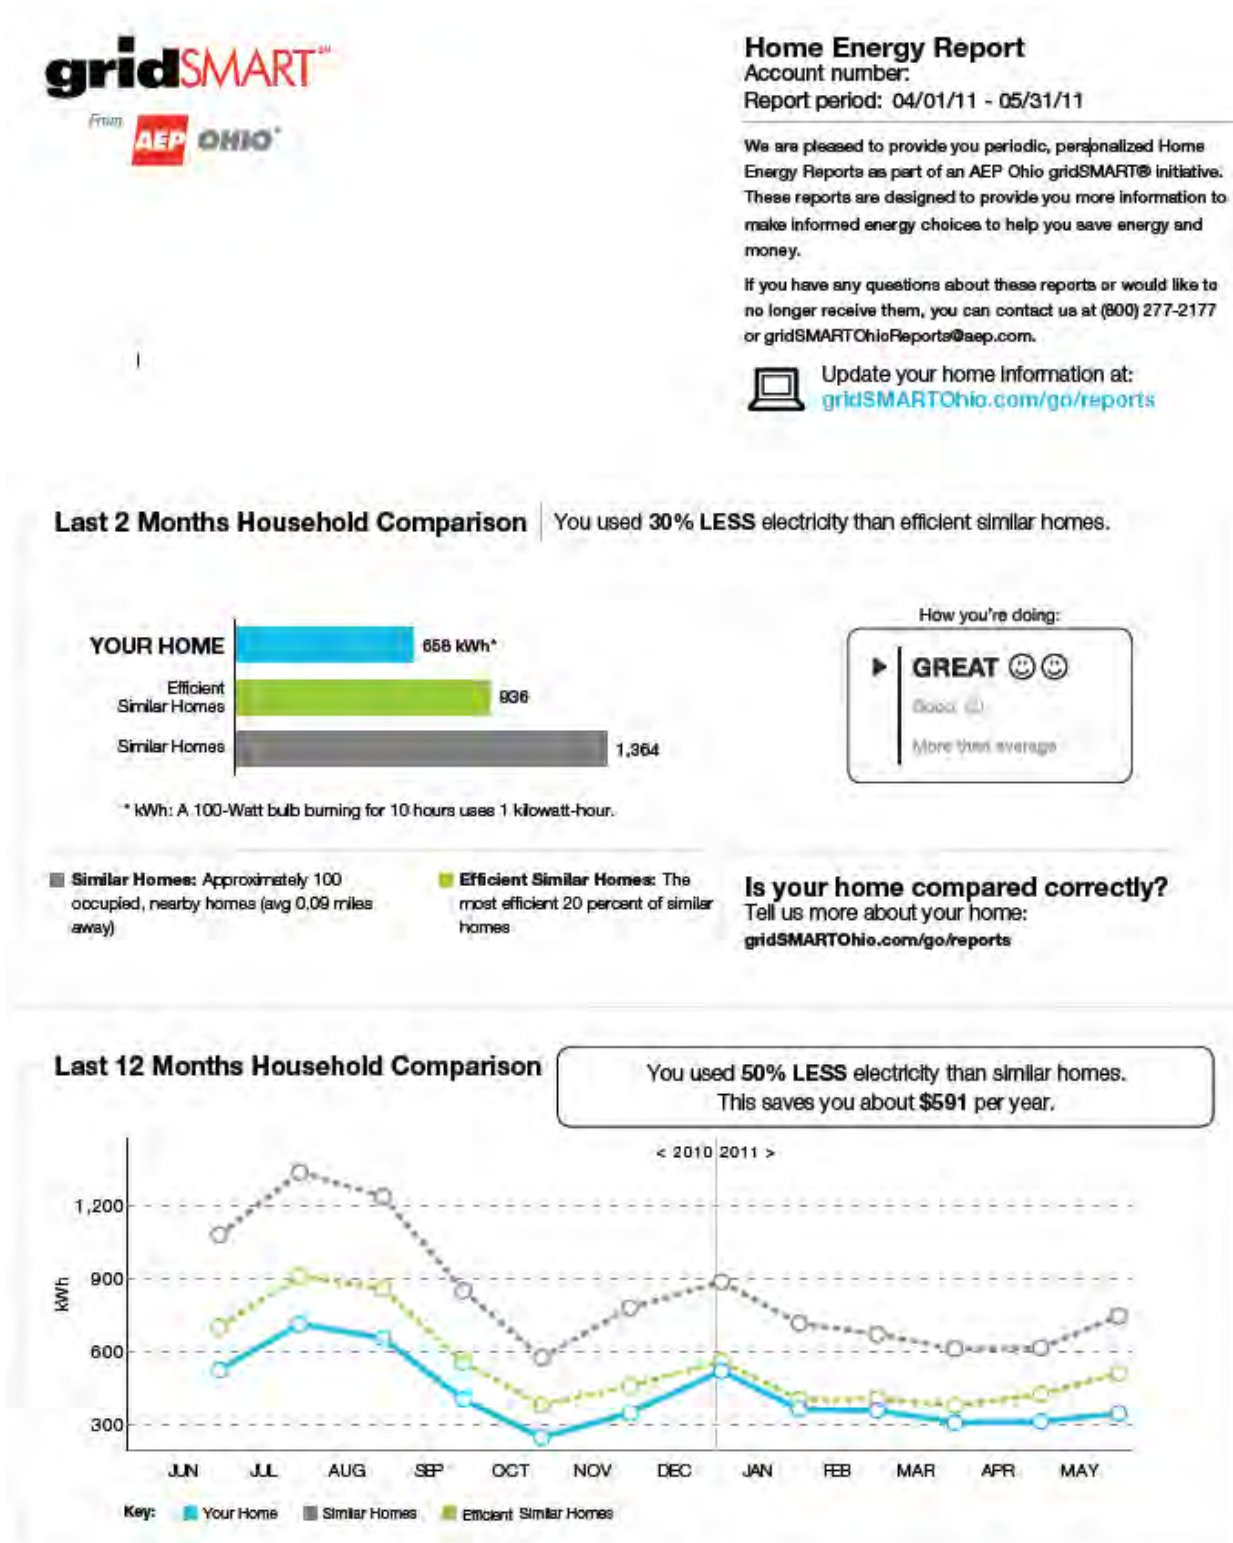 gridSMART℠
From AEP OHIO®
Home Energy Report
Account number:
Report period: 04/01/11 - 05/31/11
We are pleased to provide you periodic, personalized Home
Energy Reports as part of an AEP Ohio gridSMART® initiative.
These reports are designed to provide you more information to
make informed energy choices to help you save energy and
money.
If you have any questions about these reports or would like to
no longer receive them, you can contact us at (800) 277-2177
or gridSMARTOhioReports@aep.com.
Update your home information at:
gridSMARTOhio.com/go/reports
Last 2 Months Household Comparison
You used 30% LESS electricity than efficient similar homes.
YOUR HOME
658 kWh*
Efficient
Similar Homes
936
Similar Homes
1,364
* kWh: A 100-Watt bulb burning for 10 hours uses 1 kilowatt-hour.
How you're doing:
GREAT
Good
More than average
Similar Homes: Approximately 100
occupied, nearby homes (avg 0.09 miles
away)
Efficient Similar Homes: The
most efficient 20 percent of similar
homes
Is your home compared correctly?
Tell us more about your home:
gridSMARTOhio.com/go/reports
Last 12 Months Household Comparison
You used 50% LESS electricity than similar homes.
This saves you about $591 per year.
< 2010 2011 >
kWh
1,200
900
600
300
JUN JUL AUG SEP OCT NOV DEC JAN FEB MAR APR MAY
Key: Your Home Similar Homes Efficient Similar Homes